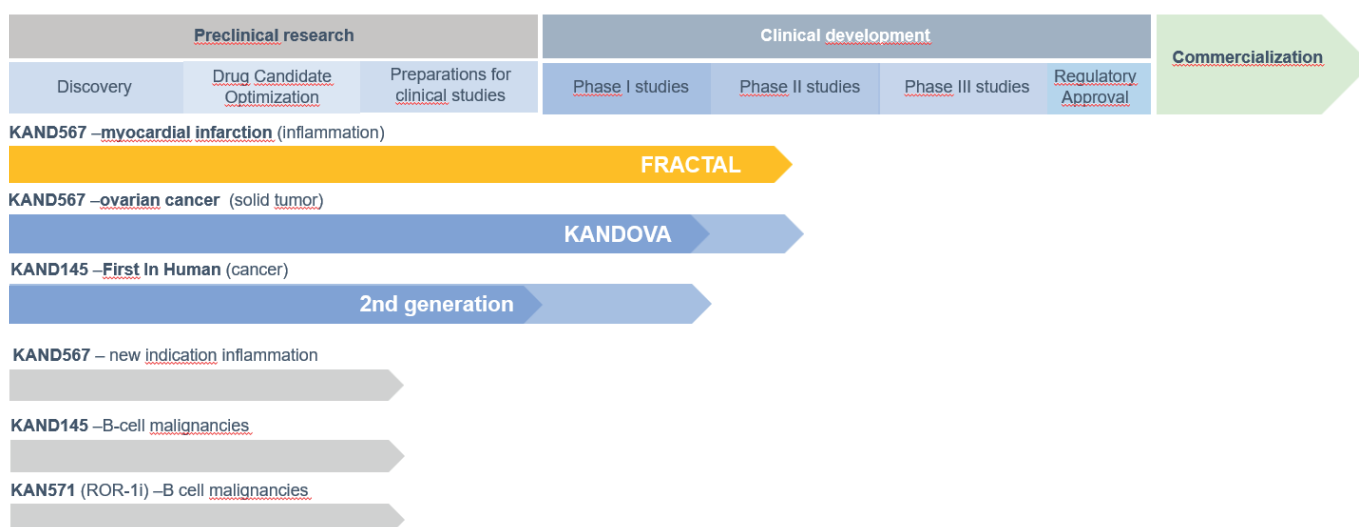 Preclinical research
Clinical development
Commercialization
Discovery
Drug Candidate
Optimization
Preparations for
clinical studies
Phase I studies
Phase II studies
Phase III studies
Regulatory
Approval
KAND567 –myocardial infarction (inflammation)
FRACTAL
KAND567 –ovarian cancer (solid tumor)
KANDOVA
KAND145 –First In Human (cancer)
2nd generation
KAND567 – new indication inflammation
KAND145 –B-cell malignancies
KAN571 (ROR-1i) –B cell malignancies